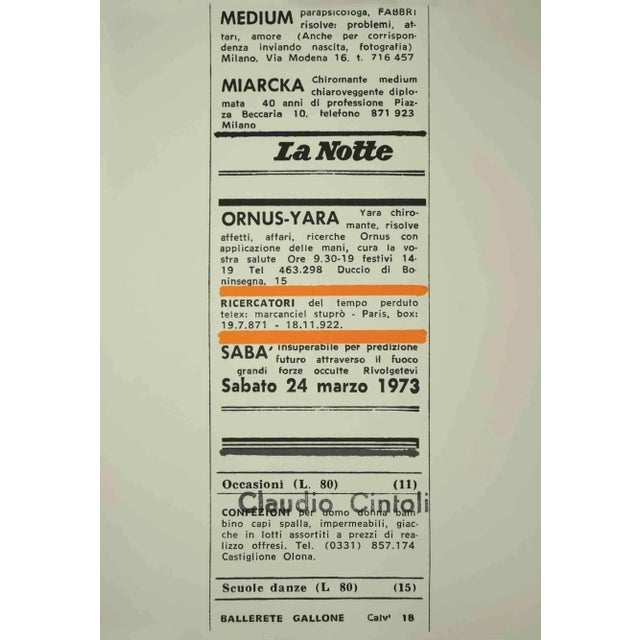 MEDIUM parapsicologa, FABBRI
risolve: problemi, at-
tari, amore (Anche per corrispon-
denza inviando nascita, fotografia)
Milano. Via Modena 16. t. 716 457
MIARCKA Chiromante medium
chiaroveggente diplo-
mata 40 anni di professione Piaz-
za Beccaria 10. telefono 871 923
Milano
La Notte
ORNUS-YARA Yara chiro-
mante, risolve
affetti, affari, ricerche Ornus con
applicazione delle mani, cura la vo-
stra salute Ore 9.30-19 festivi 14-
19 Tel 463.298 Duccio di Bo-
ninsegna, 15
RICERCATORI del tempo perduto
telex: marcanciel stuprò - Paris, box:
19.7.871 - 18.11.922.
SABA' insuperabile per predizione
futuro attraverso il fuoco
grandi forze occulte Rivolgetevi
Sabato 24 marzo 1973
Occasioni (L. 80) (11)
Claudio Cintoli
CONFEZIONI per uomo donna bam
bino capi spalla, impermeabili, giac-
che in lotti assortiti a prezzi di rea-
lizzo offresi. Tel. (0331) 857.174
Castiglione Olona.
Scuole danze (L 80) (15)
BALLERETE GALLONE Calv' 18